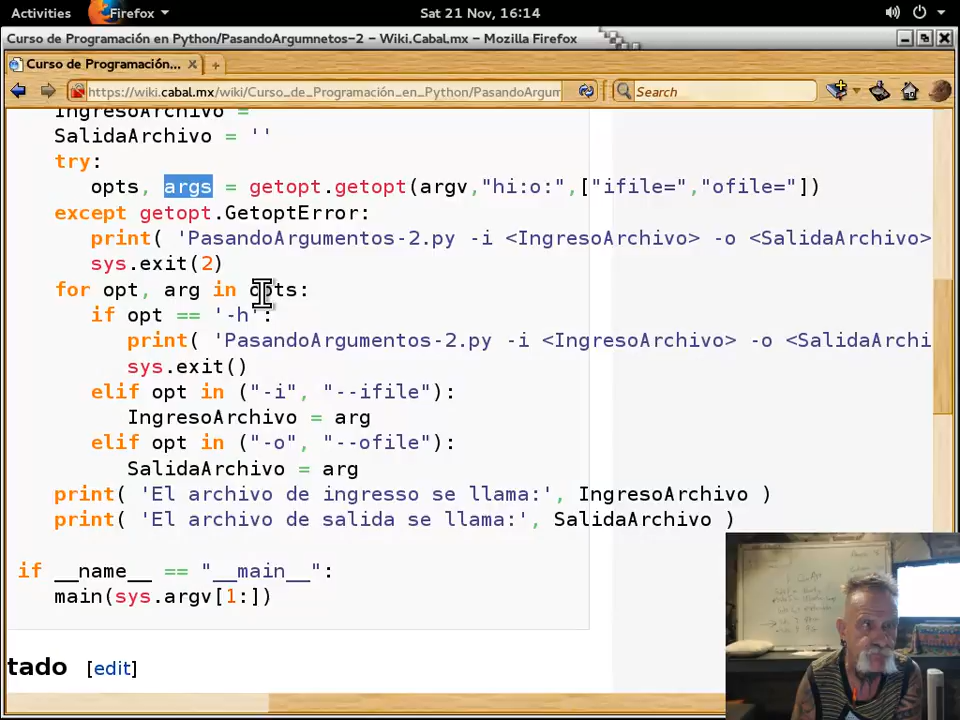 Activities Firefox Sat 21 Nov, 16:14
Curso de Programación en Python/PasandoArgumnetos-2 – Wiki.Cabal.mx – Mozilla Firefox
Curso de Programación...
https://wiki.cabal.mx/wiki/Curso_de_Programación_en_Python/PasandoArgum Search
IngresoArchivo =
SalidaArchivo = ''
try:
opts, args = getopt.getopt(argv,"hi:o:",["ifile=","ofile="])
except getopt.GetoptError:
print( 'PasandoArgumentos-2.py -i <IngresoArchivo> -o <SalidaArchivo>
sys.exit(2)
for opt, arg in opts:
if opt == '-h':
print( 'PasandoArgumentos-2.py -i <IngresoArchivo> -o <SalidaArchi
sys.exit()
elif opt in ("-i", "--ifile"):
IngresoArchivo = arg
elif opt in ("-o", "--ofile"):
SalidaArchivo = arg
print( 'El archivo de ingresso se llama:', IngresoArchivo )
print( 'El archivo de salida se llama:', SalidaArchivo )
if __name__ == "__main__":
main(sys.argv[1:])
tado [edit]